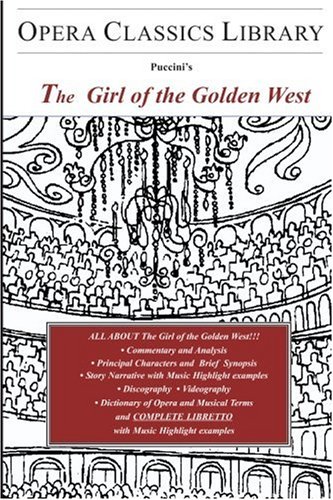 OPERA CLASSICS LIBRARY
Puccini's
The Girl of the Golden West
ALL ABOUT The Girl of the Golden West!!!
• Commentary and Analysis
• Principal Characters and Brief Synopsis
• Story Narrative with Music Highlight examples
• Discography • Videography
• Dictionary of Opera and Musical Terms
and COMPLETE LIBRETTO
with Music Highlight examples